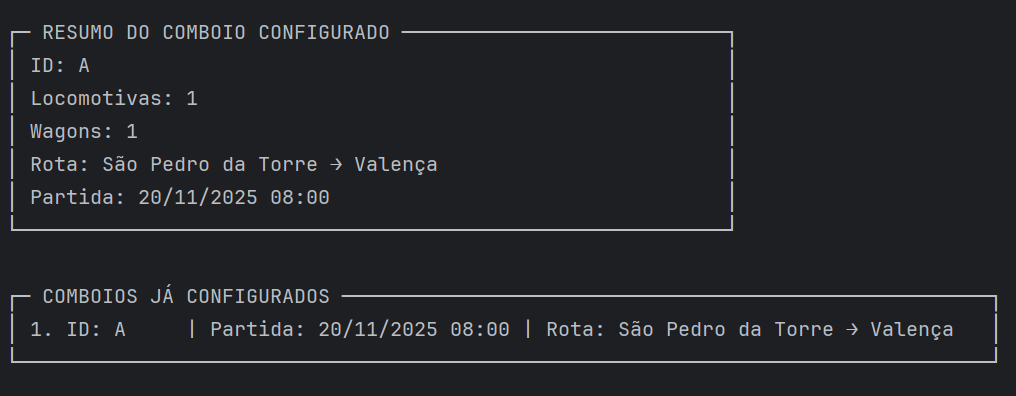 RESUMO DO COMBOIO CONFIGURADO
ID: A
Locomotivas: 1
Wagons: 1
Rota: São Pedro da Torre → Valença
Partida: 20/11/2025 08:00
COMBOIOS JÁ CONFIGURADOS
1. ID: A     | Partida: 20/11/2025 08:00 | Rota: São Pedro da Torre → Valença